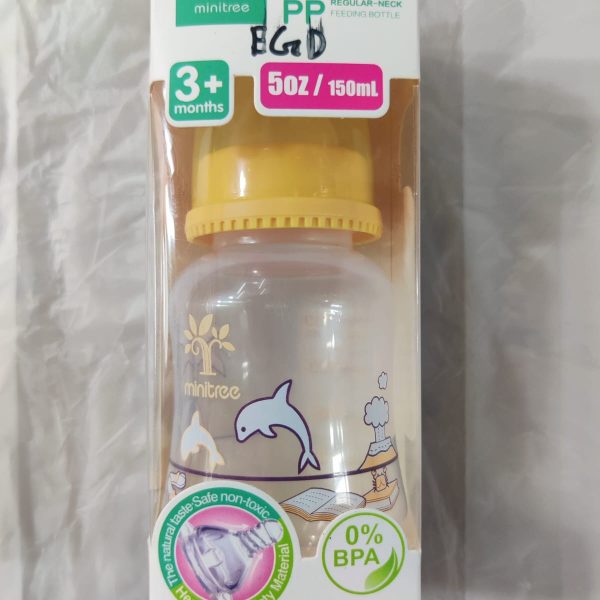 minitree
PP
REGULAR-NECK
FEEDING BOTTLE
EGD
3+
months
5oz / 150mL
minitree
The natural taste·Safe non-toxic
Material
0%
BPA